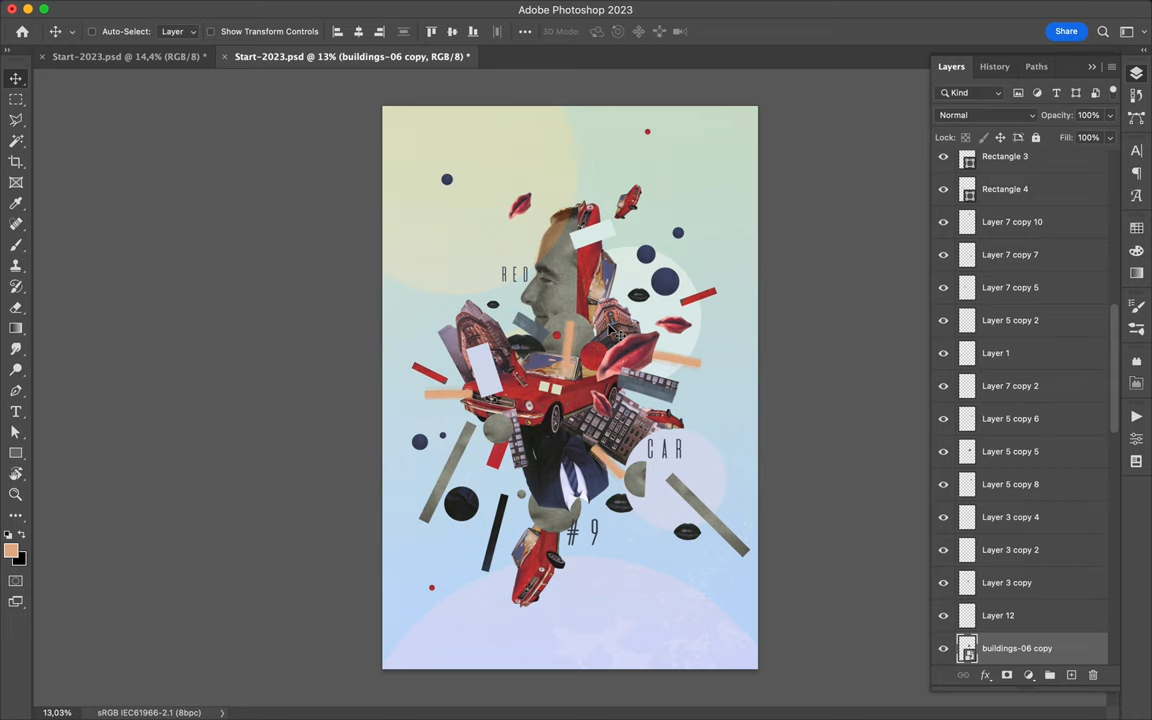 Adobe Photoshop 2023
Auto-Select: Layer Show Transform Controls 3D Mode: Share
Start-2023.psd @ 14,4% (RGB/8) * Start-2023.psd @ 13% (buildings-06 copy, RGB/8) *
Layers History Paths
Kind
Normal Opacity: 100%
Lock: Fill: 100%
Rectangle 3
Rectangle 4
Layer 7 copy 10
Layer 7 copy 7
Layer 7 copy 5
Layer 5 copy 2
Layer 1
Layer 7 copy 2
Layer 5 copy 6
Layer 5 copy 5
Layer 5 copy 8
Layer 3 copy 4
Layer 3 copy 2
Layer 3 copy
Layer 12
buildings-06 copy
RED
CAR
#9
13,03% sRGB IEC61966-2.1 (8bpc)